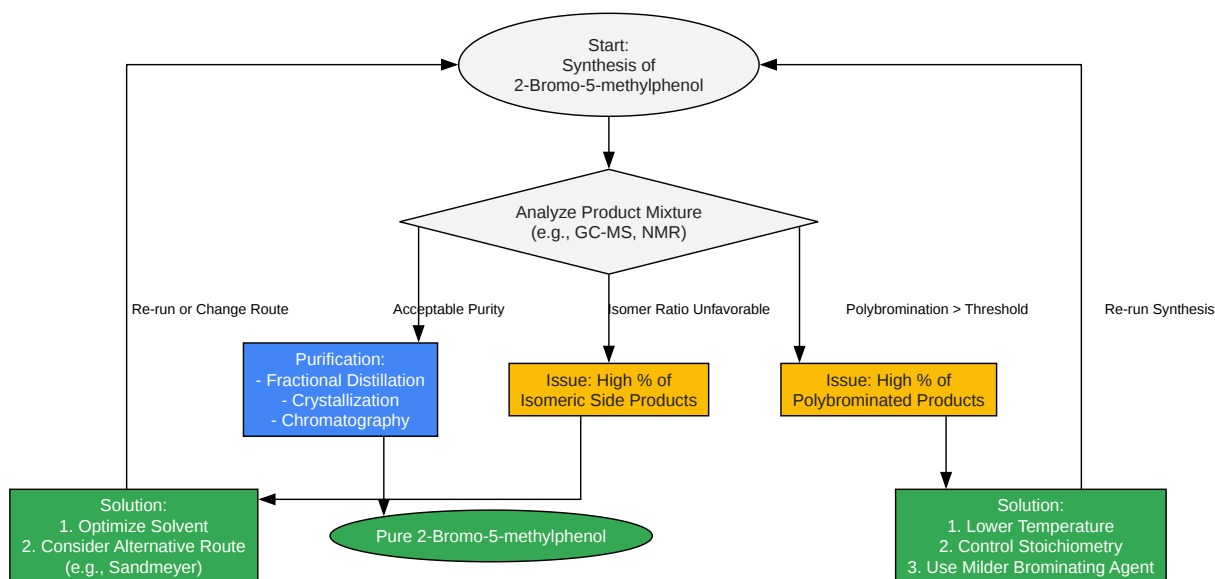 Start:
Synthesis of
2-Bromo-5-methylphenol
Analyze Product Mixture
(e.g., GC-MS, NMR)
Re-run or Change Route
Acceptable Purity
Isomer Ratio Unfavorable
Polybromination > Threshold
Re-run Synthesis
Purification:
- Fractional Distillation
- Crystallization
- Chromatography
Issue: High % of
Isomeric Side Products
Issue: High % of
Polybrominated Products
Solution:
1. Optimize Solvent
2. Consider Alternative Route
(e.g., Sandmeyer)
Pure 2-Bromo-5-methylphenol
Solution:
1. Lower Temperature
2. Control Stoichiometry
3. Use Milder Brominating Agent